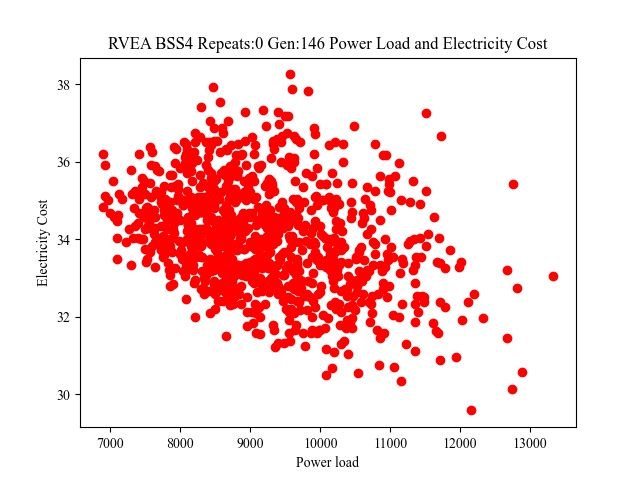 RVEA BSS4 Repeats:0 Gen:146 Power Load and Electricity Cost
38
36
34
32
30
Electricity Cost
7000 8000 9000 10000 11000 12000 13000
Power load